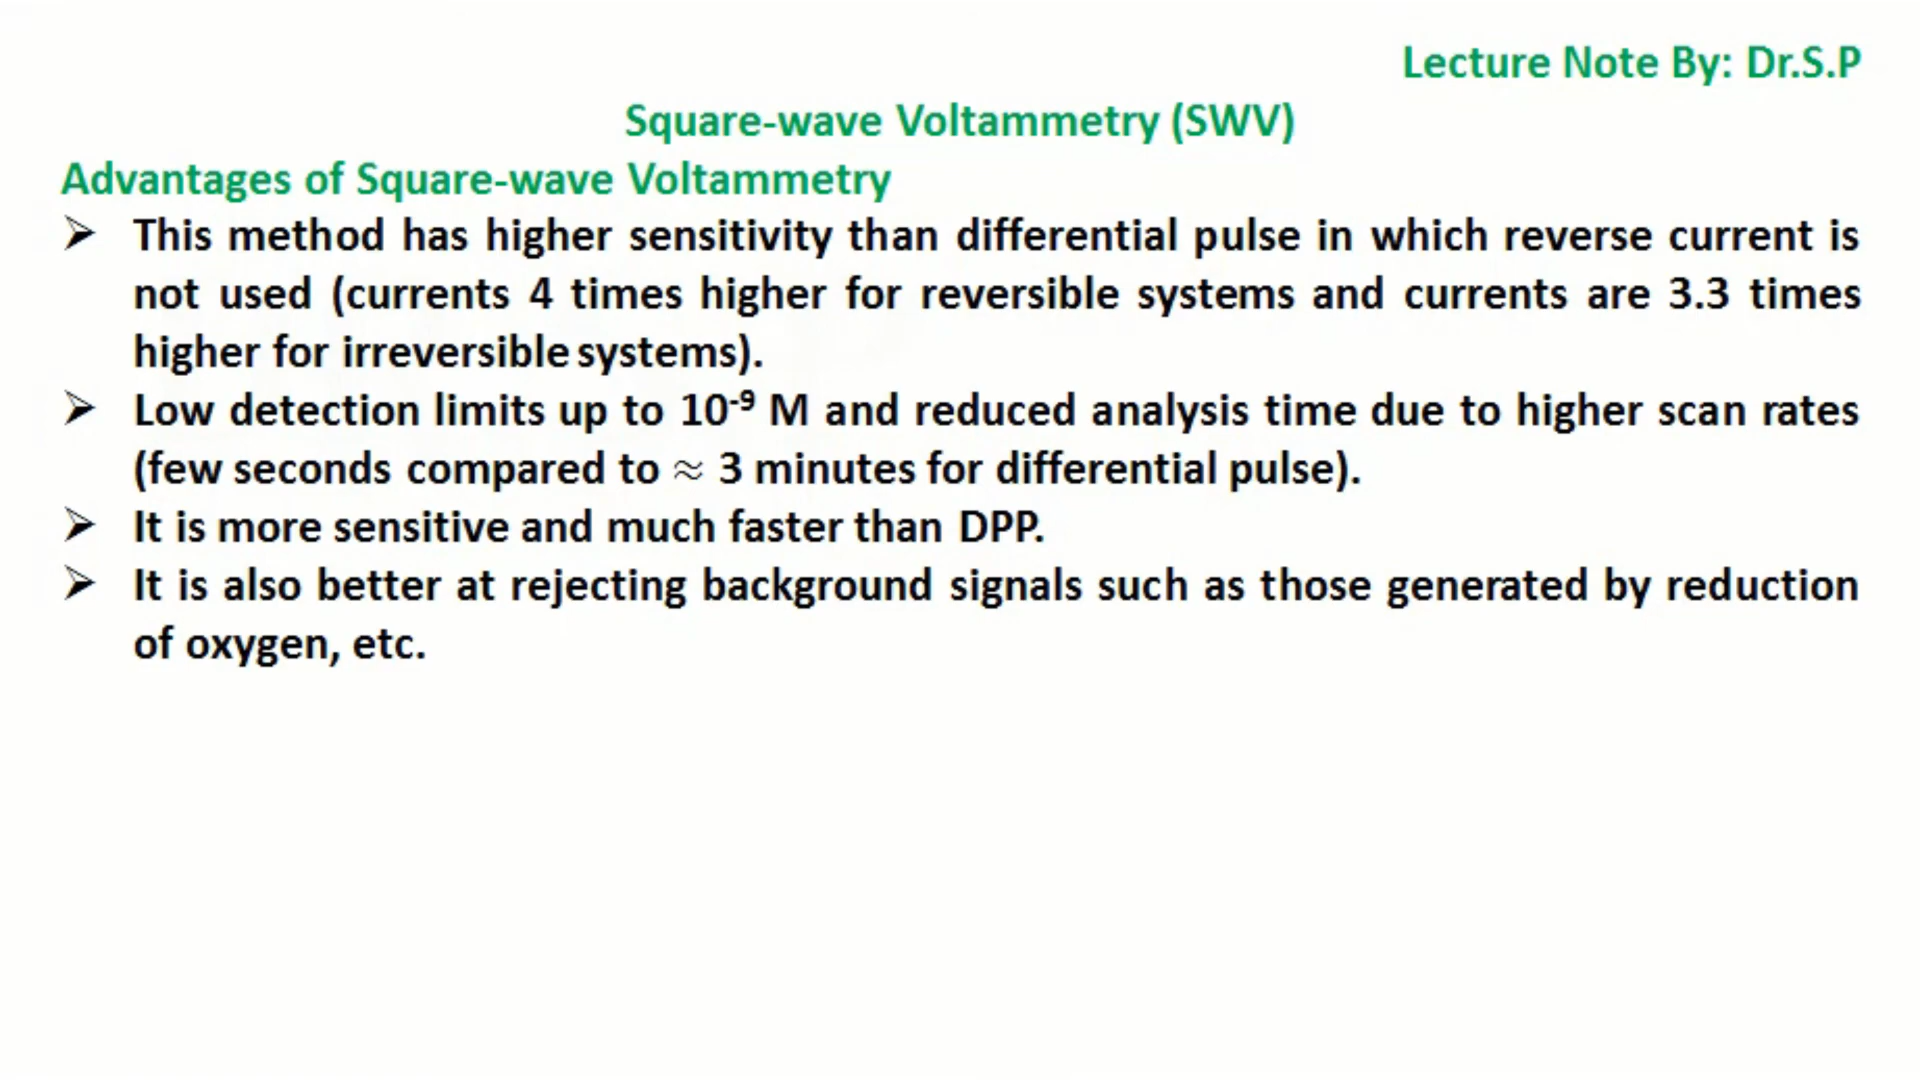 Lecture Note By: Dr.S.P
Square-wave Voltammetry (SWV)
Advantages of Square-wave Voltammetry
➢ This method has higher sensitivity than differential pulse in which reverse current is
not used (currents 4 times higher for reversible systems and currents are 3.3 times
higher for irreversible systems).
➢ Low detection limits up to 10⁻⁹ M and reduced analysis time due to higher scan rates
(few seconds compared to ≈ 3 minutes for differential pulse).
➢ It is more sensitive and much faster than DPP.
➢ It is also better at rejecting background signals such as those generated by reduction
of oxygen, etc.